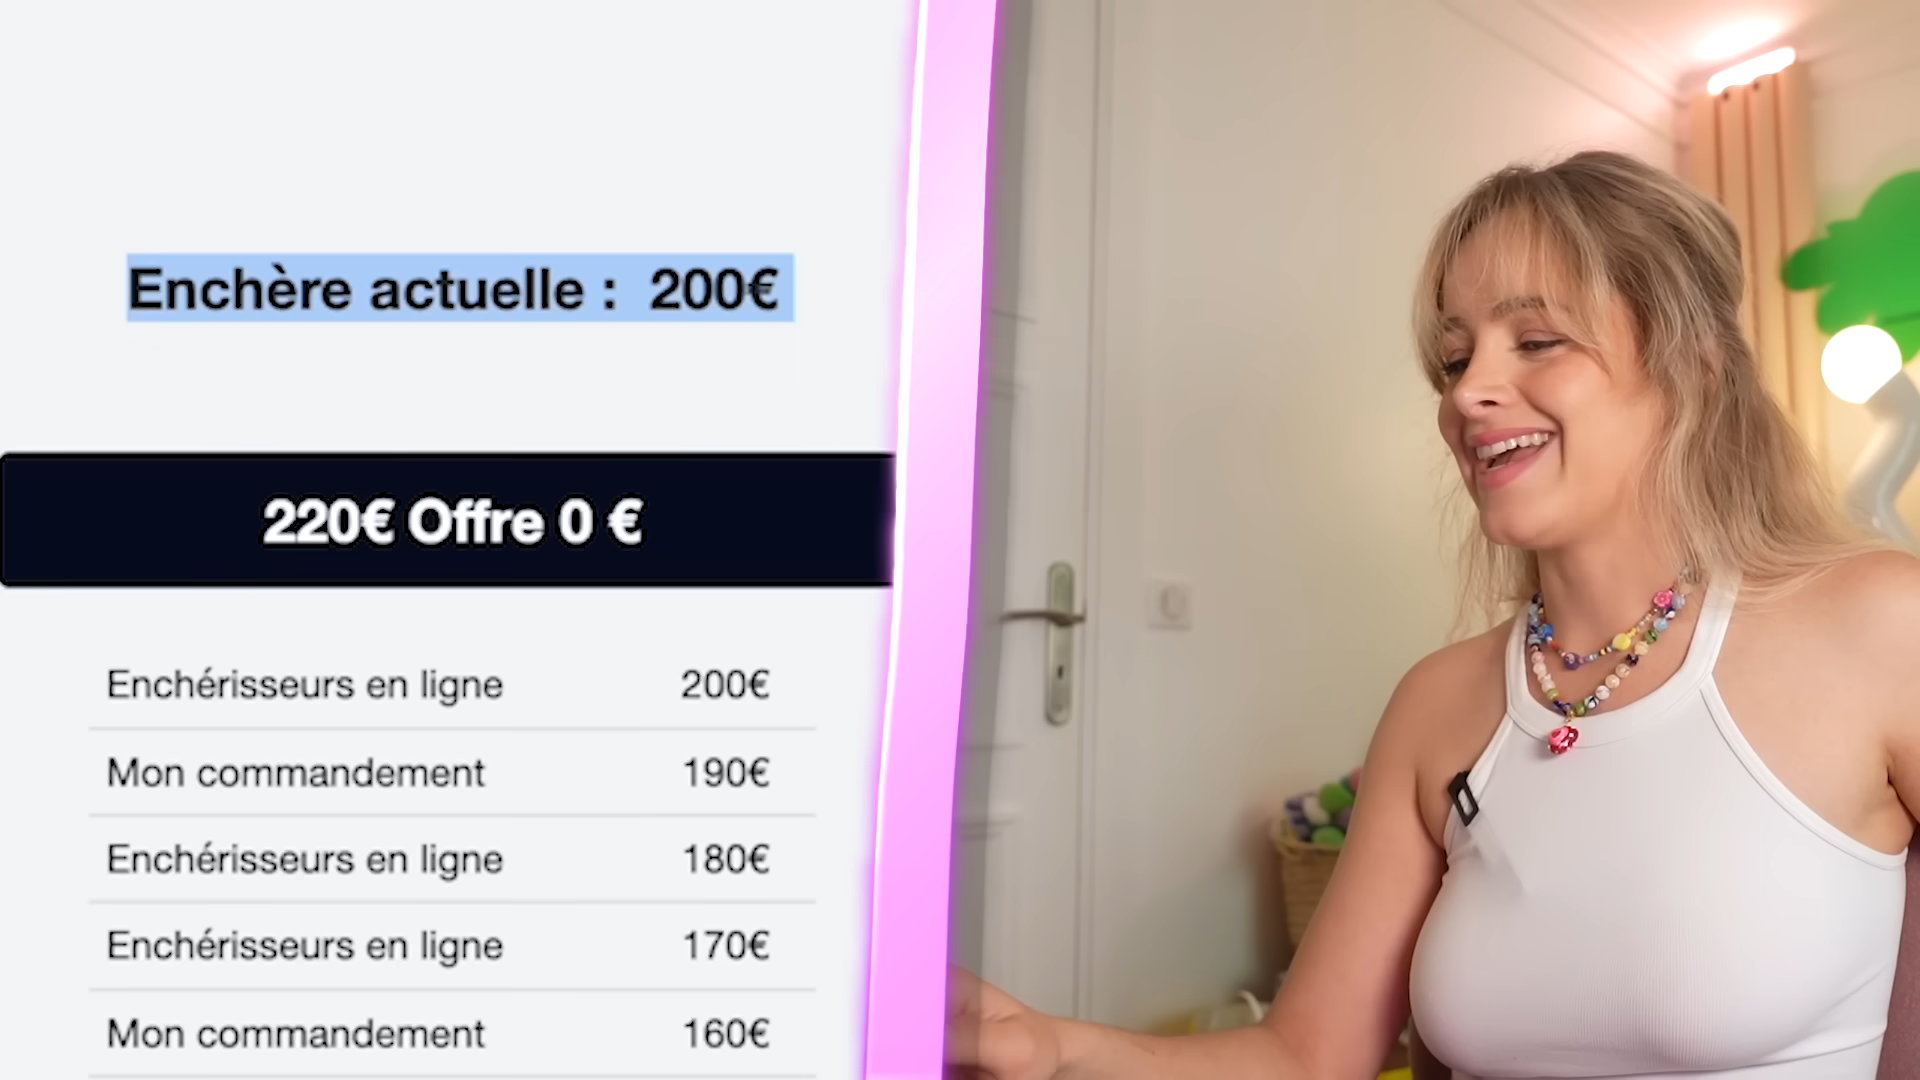 Enchère actuelle : 200€
220€ Offre 0 €
Enchérisseurs en ligne 200€
Mon commandement 190€
Enchérisseurs en ligne 180€
Enchérisseurs en ligne 170€
Mon commandement 160€